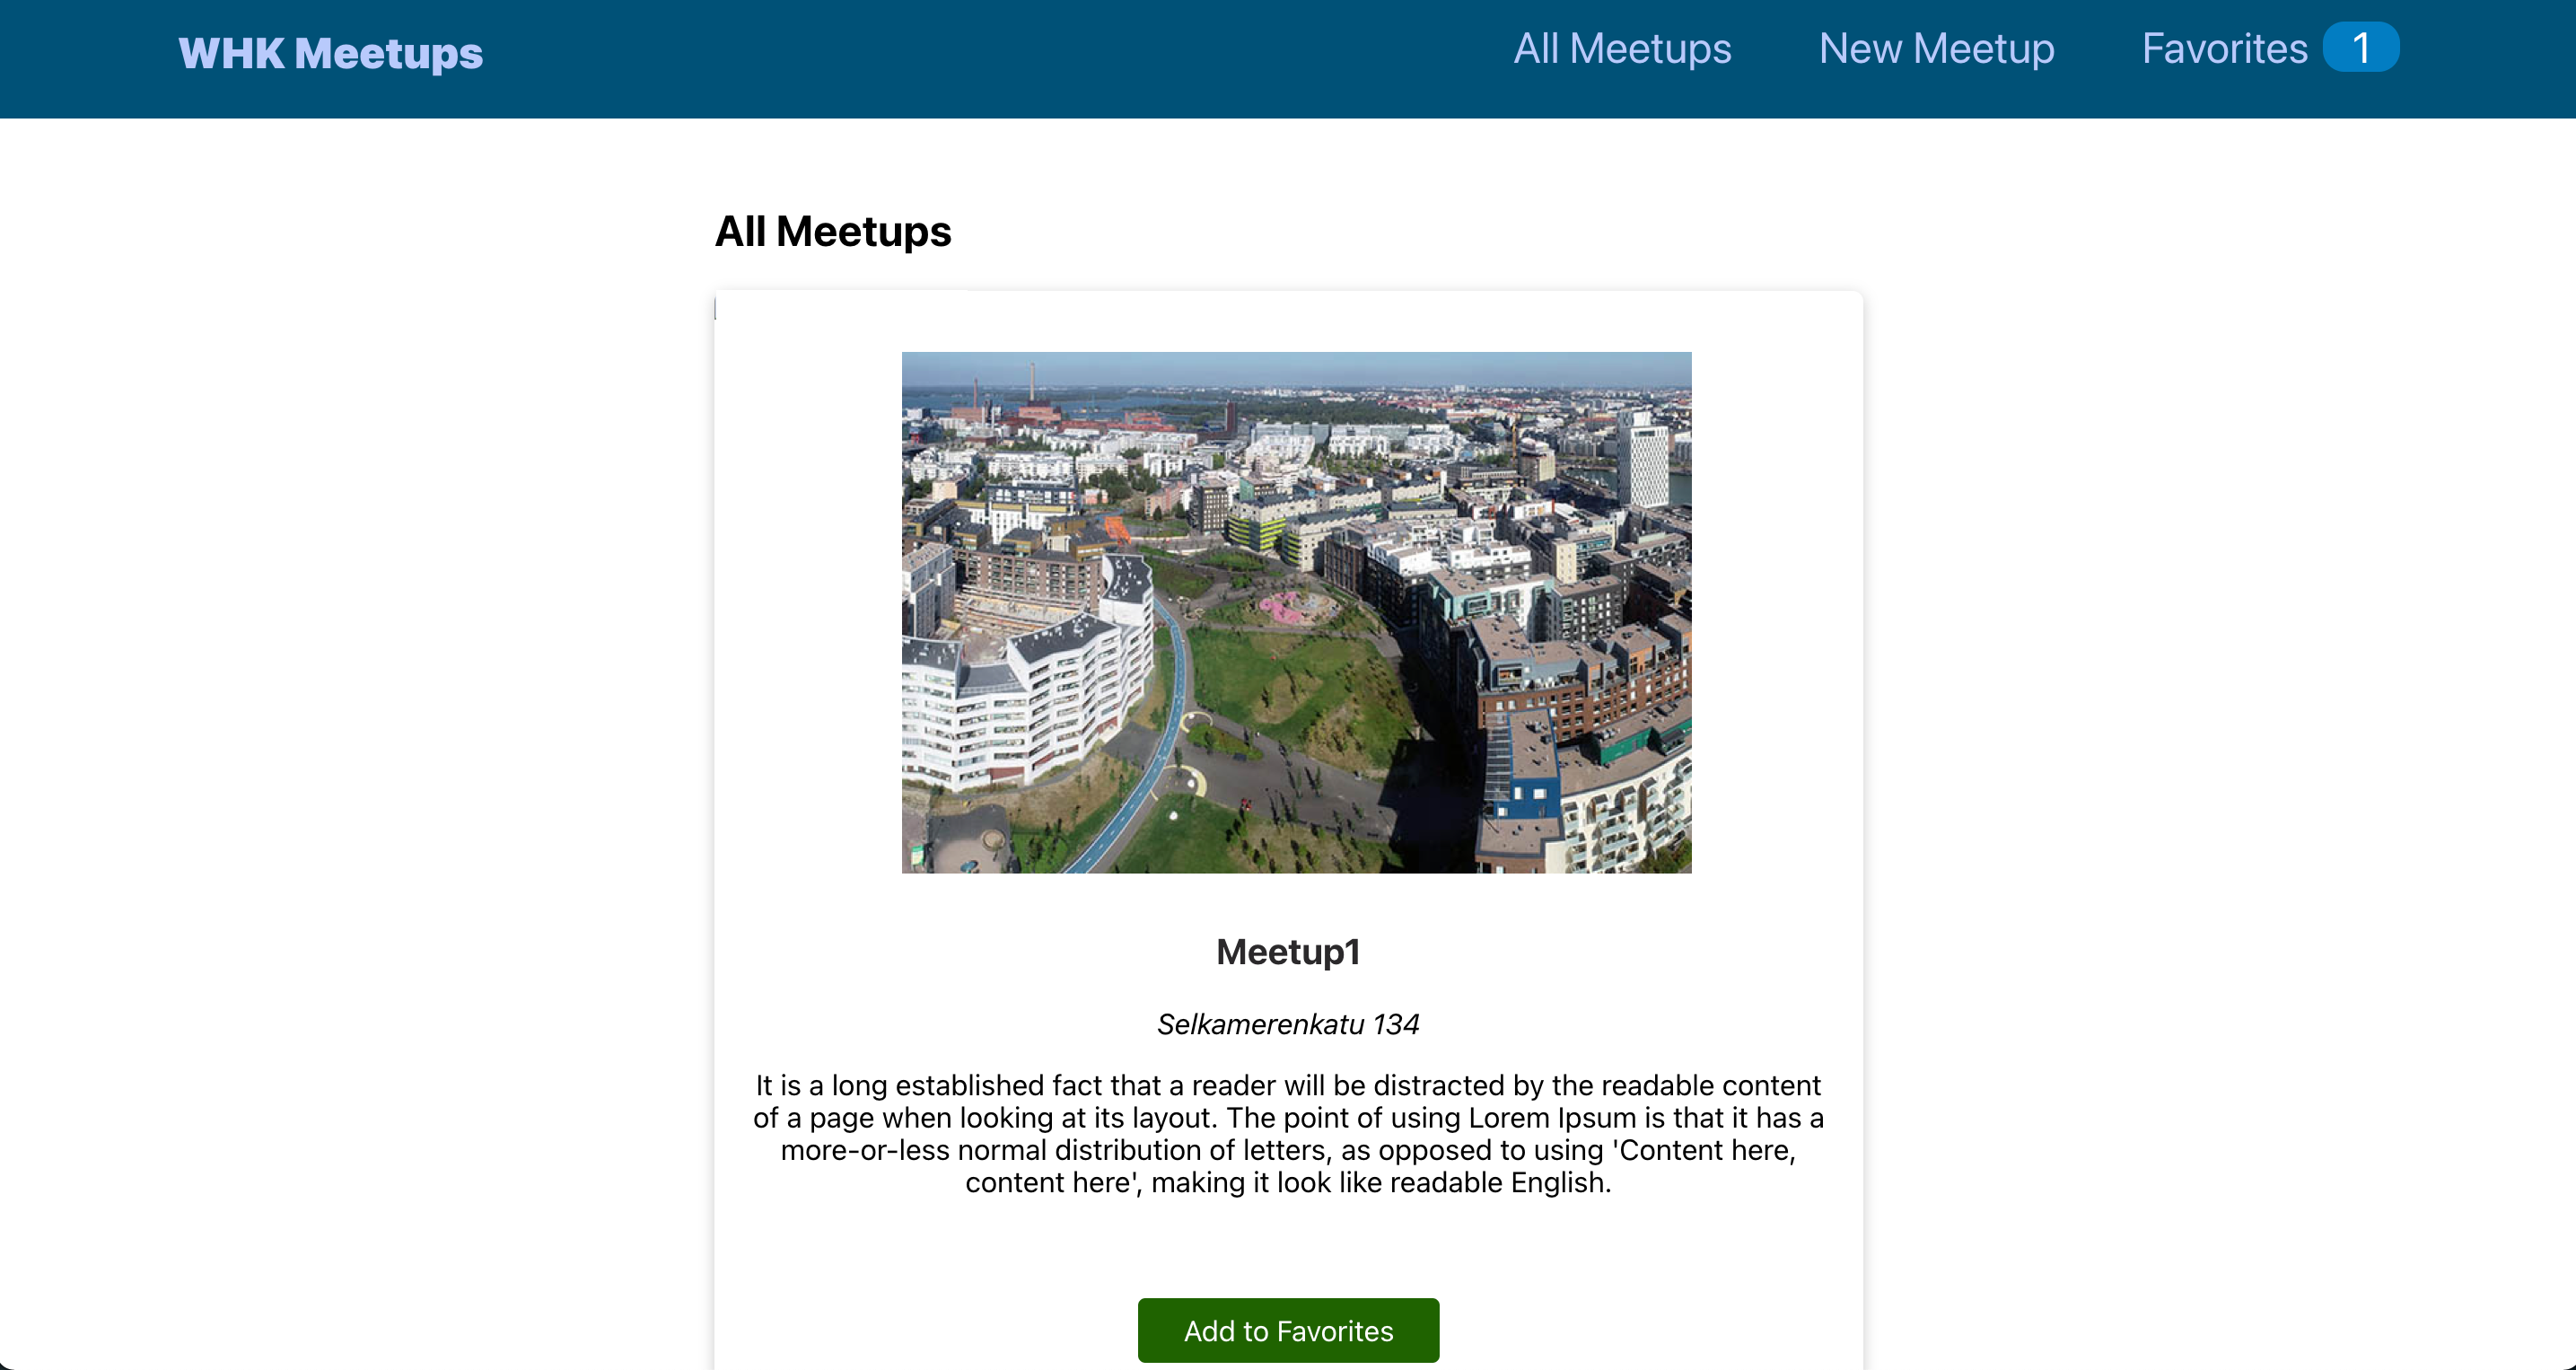 WHK Meetups
All Meetups
New Meetup
Favorites 1
All Meetups
Meetup1
Selkamerenkatu 134
It is a long established fact that a reader will be distracted by the readable content
of a page when looking at its layout. The point of using Lorem Ipsum is that it has a
more-or-less normal distribution of letters, as opposed to using 'Content here,
content here', making it look like readable English.
Add to Favorites